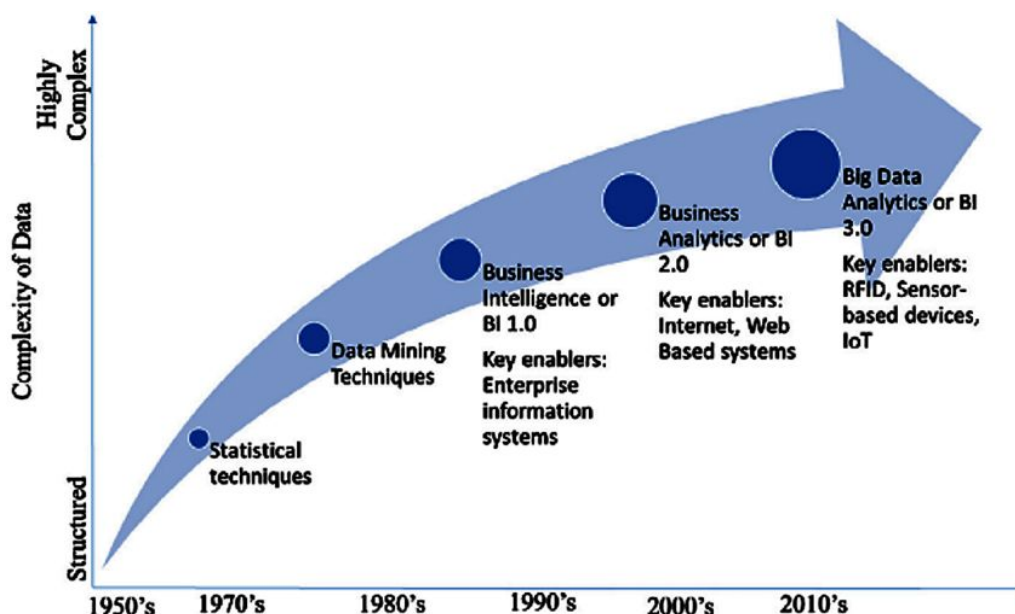 Highly
Complex
Complexity of Data
Structured
Big Data
Analytics or BI
3.0
Key enablers:
RFID, Sensor-
based devices,
IoT
Business
Analytics or BI
2.0
Key enablers:
Internet, Web
Based systems
Business
Intelligence or
BI 1.0
Key enablers:
Enterprise
information
systems
Data Mining
Techniques
Statistical
techniques
1950's 1970's 1980's 1990's 2000's 2010's